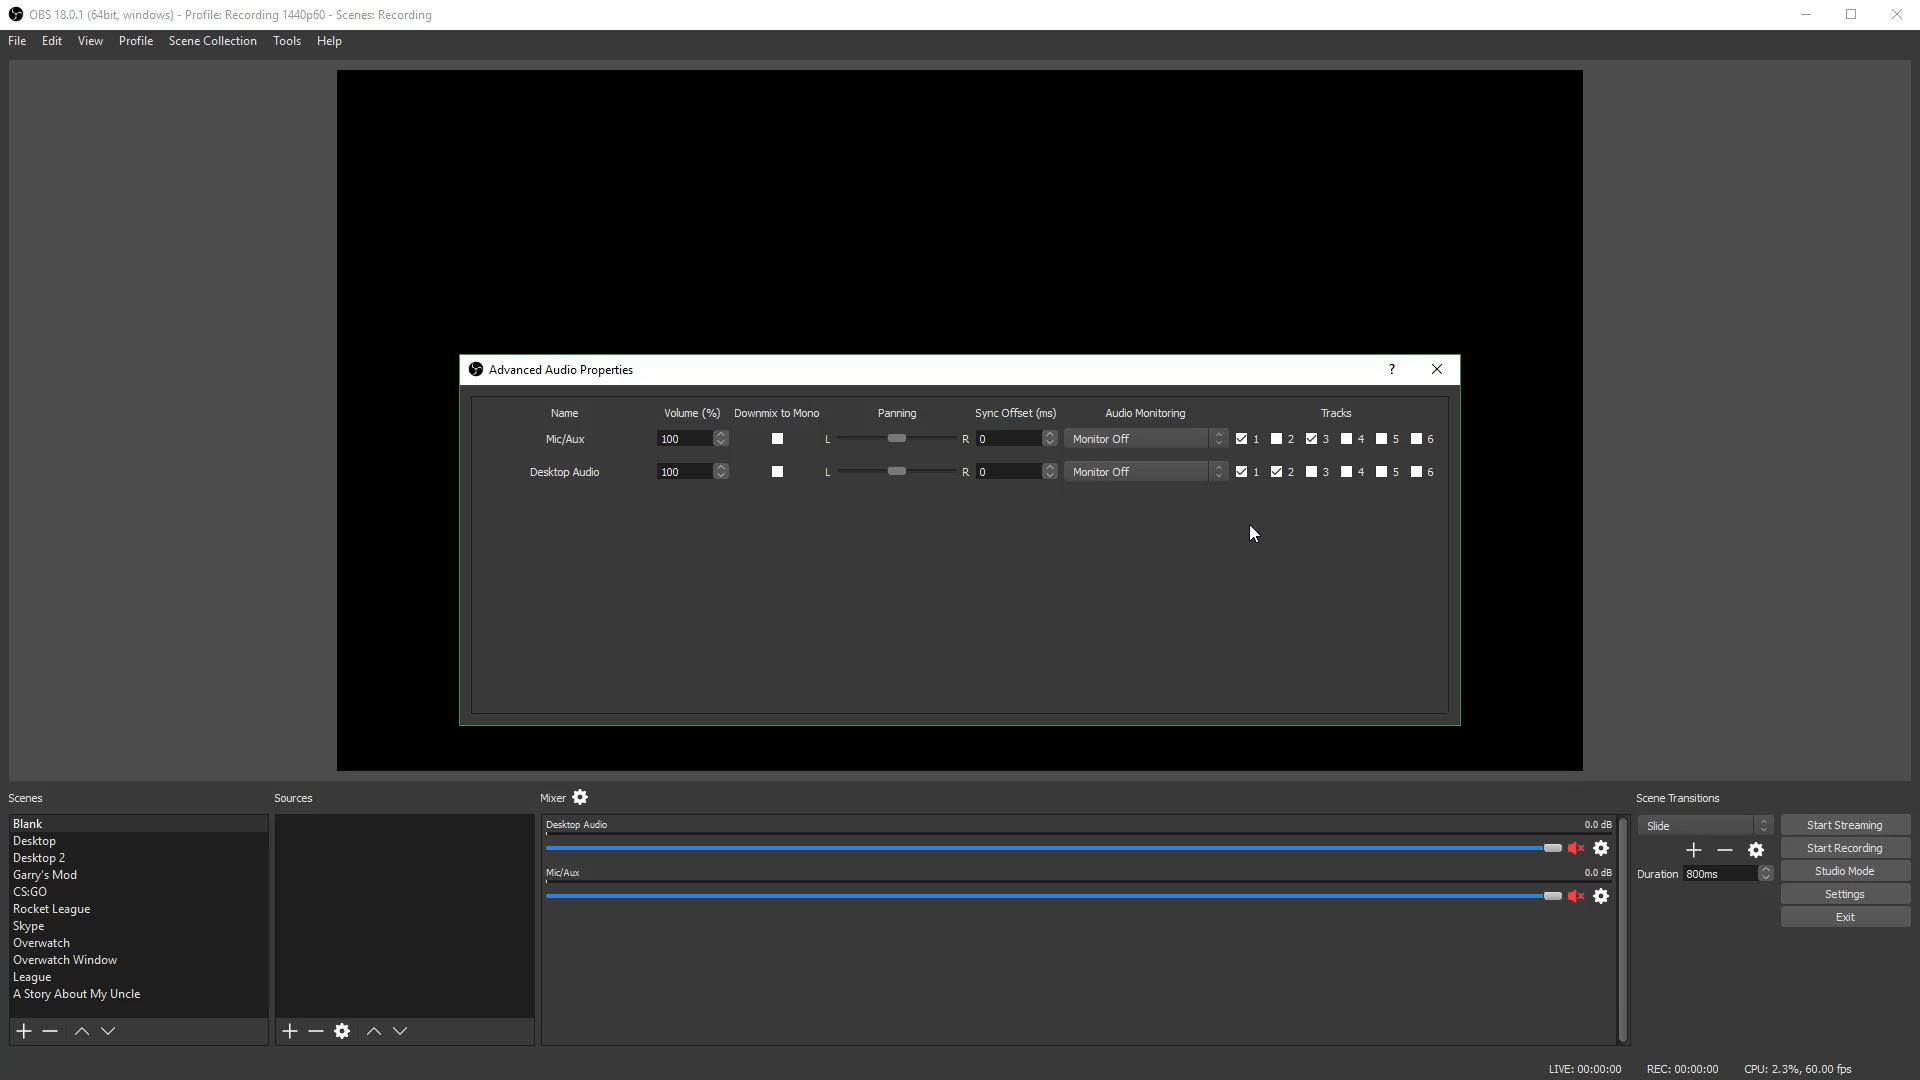 OBS 18.0.1 (64bit, windows) - Profile: Recording 1440p60 - Scenes: Recording
File Edit View Profile Scene Collection Tools Help
Advanced Audio Properties ?
Name Volume (%) Downmix to Mono Panning Sync Offset (ms) Audio Monitoring Tracks
Mic/Aux 100 L R 0 Monitor Off 1 2 3 4 5 6
Desktop Audio 100 L R 0 Monitor Off 1 2 3 4 5 6
Scenes
Blank
Desktop
Desktop 2
Garry's Mod
CS:GO
Rocket League
Skype
Overwatch
Overwatch Window
League
A Story About My Uncle
Sources
Mixer
Desktop Audio 0.0 dB
Mic/Aux 0.0 dB
Scene Transitions
Slide
Duration 800ms
Start Streaming
Start Recording
Studio Mode
Settings
Exit
LIVE: 00:00:00 REC: 00:00:00 CPU: 2.3%, 60.00 fps